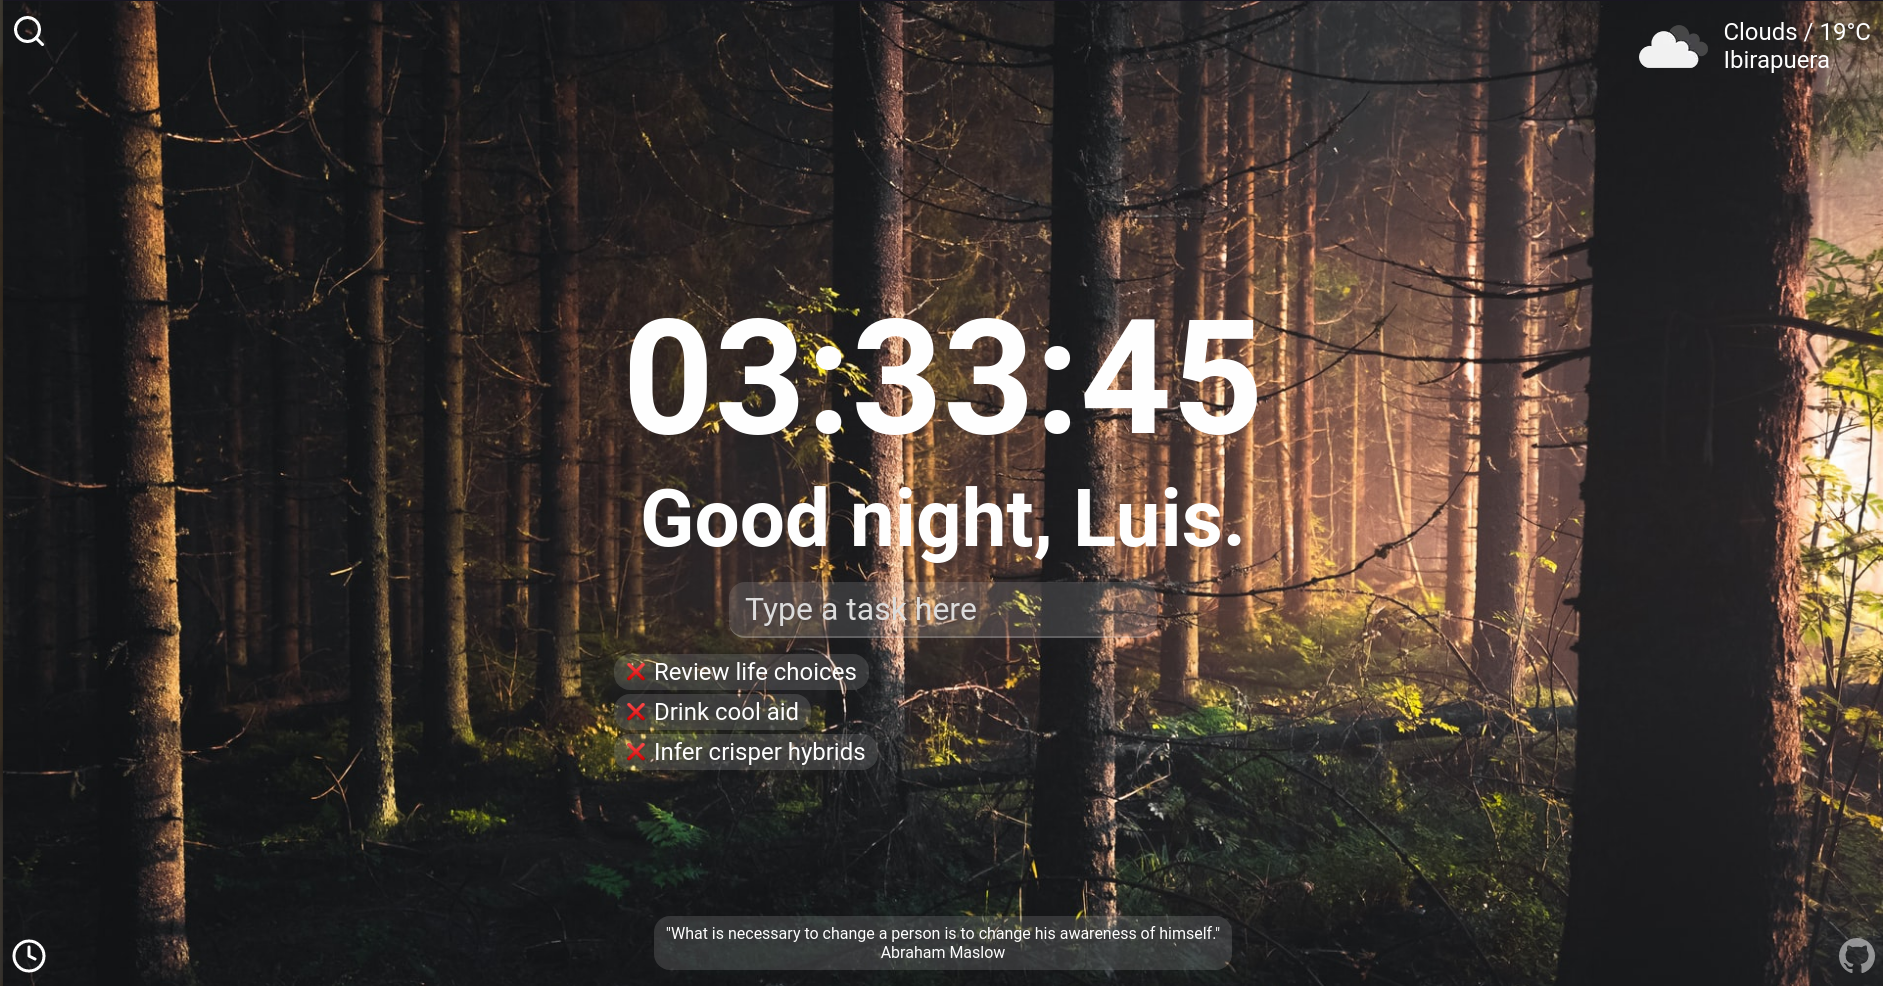 Clouds / 19°C
Ibirapuera
03:33:45
Good night, Luis.
Type a task here
Review life choices
Drink cool aid
Infer crisper hybrids
"What is necessary to change a person is to change his awareness of himself."
Abraham Maslow